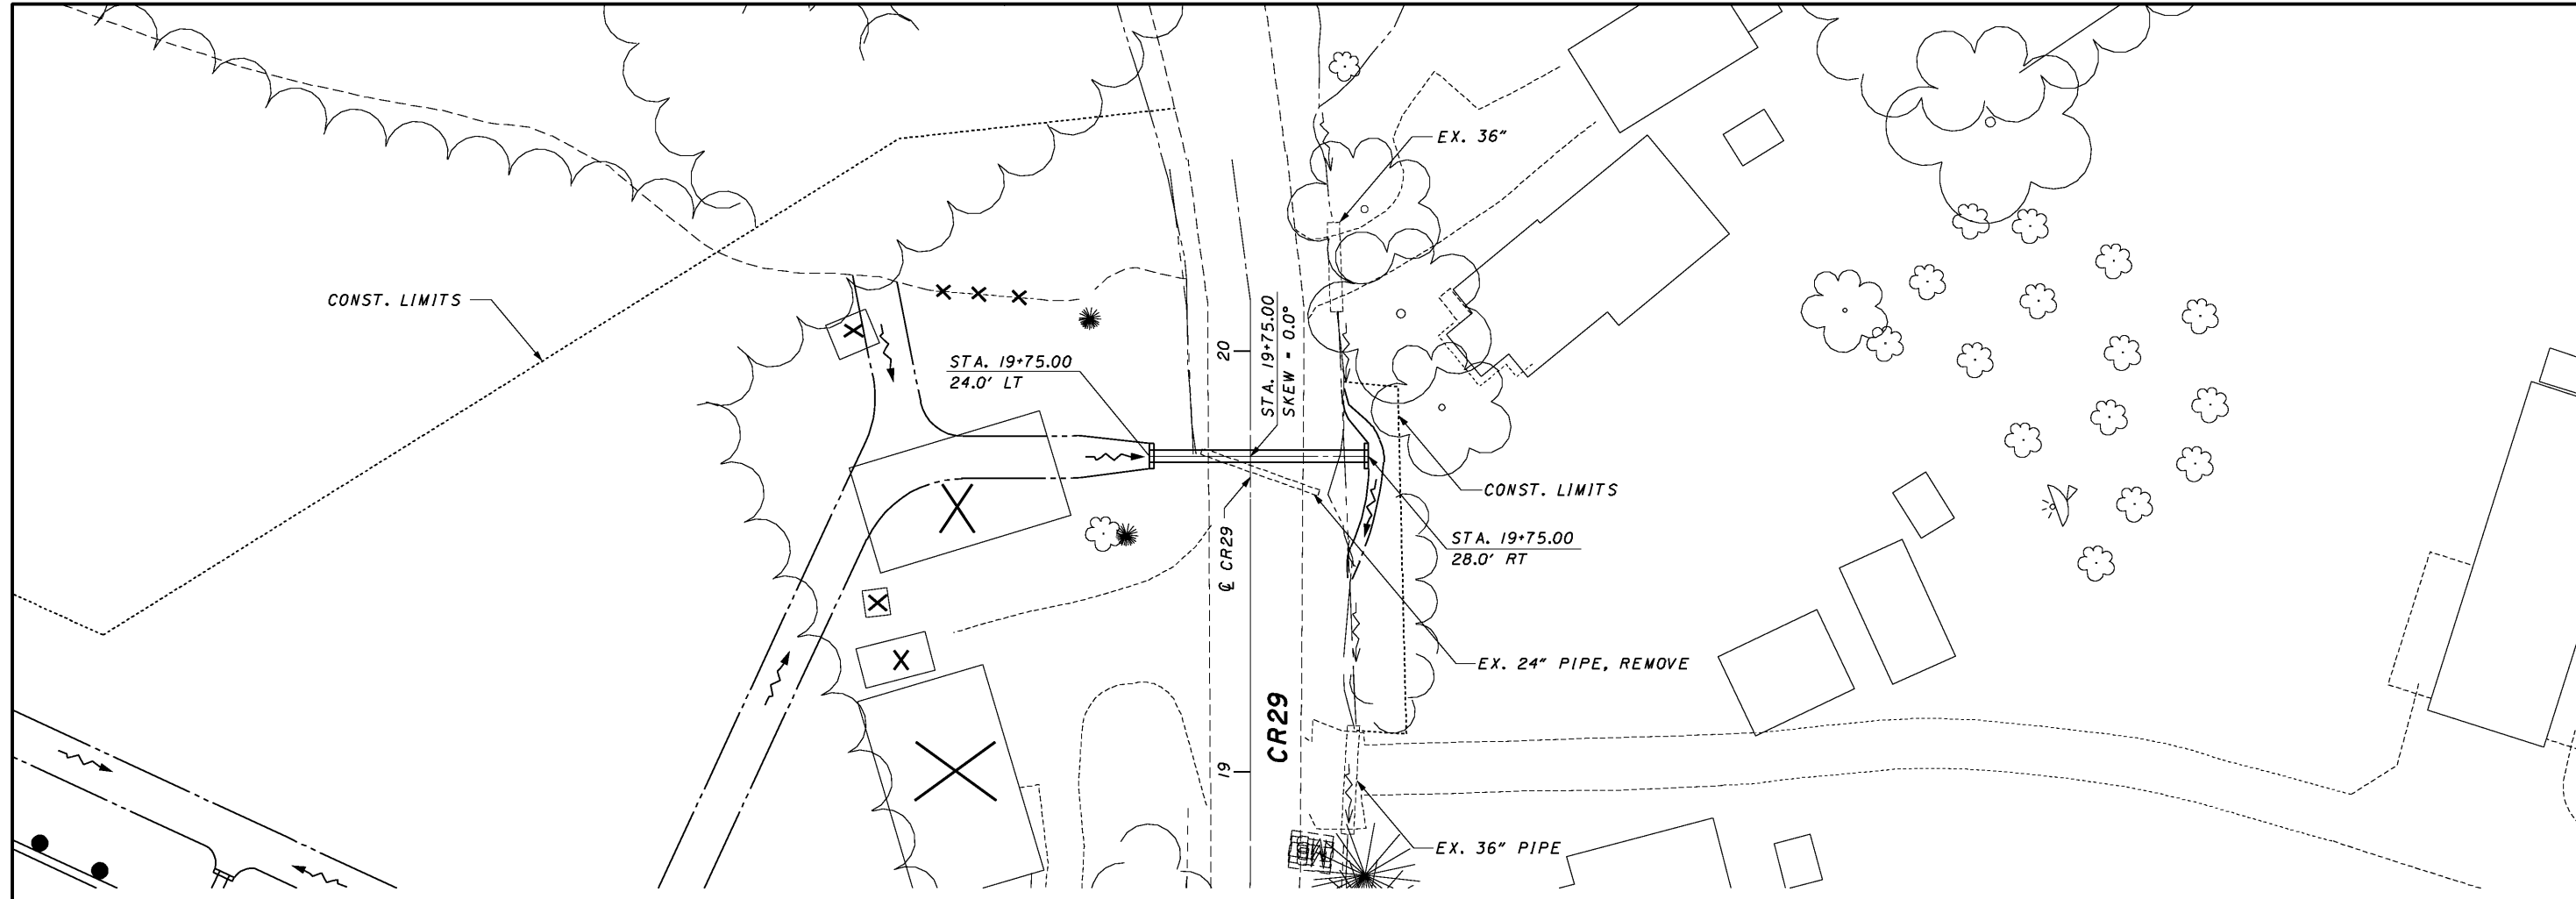 EX. 36"
CONST. LIMITS
STA. 19+75.00
24.0' LT
20
STA. 19+75.00
SKEW = 0.0°
CONST. LIMITS
STA. 19+75.00
28.0' RT
℄ CR29
EX. 24" PIPE, REMOVE
CR29
19
EX. 36" PIPE